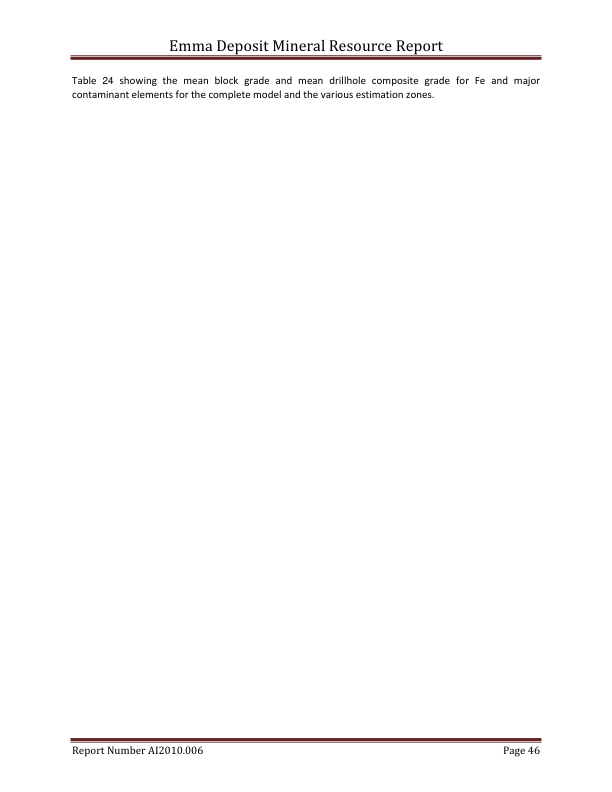 Emma Deposit Mineral Resource Report
Table 24 showing the mean block grade and mean drillhole composite grade for Fe and major
contaminant elements for the complete model and the various estimation zones.
Report Number AI2010.006 Page 46